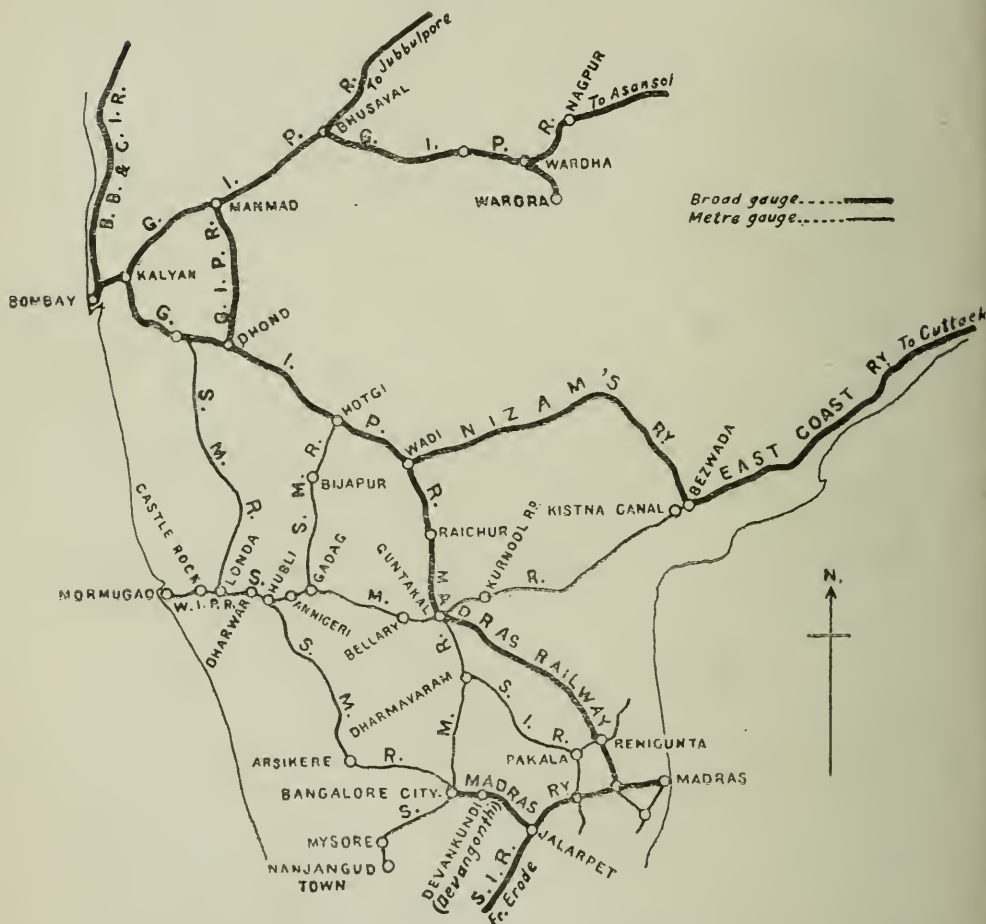 B. B. & C. I. R.
To Jubbulpore
G. I. P. R.
BHUSAVAL
G. I. P. R.
NAGPUR
To Asansol
WARDHA
WARORA
MANMAD
Broad gauge
Metre gauge
KALYAN
BOMBAY
G. I. P. R.
DHOND
G. I. P. R.
HOTGI
WADI
NIZAM'S RY.
BEZWADA
EAST COAST RY.
To Cuttack
KISTNA CANAL
S. M. R.
S. M. R.
BIJAPUR
RAICHUR
KURNOOL RD.
GUNTAKAL
CASTLE ROCK
LONDA
MORMUGAO
W. I. P. R.
DHARWAR
S.
HUBLI
ANNIGERI
GADAG
M.
BELLARY
R.
MADRAS RAILWAY
N.
S. M. R.
DHARMAVARAM
R. M. S.
S. I. R.
PAKALA
RENIGUNTA
ARSIKERE
MADRAS
BANGALORE CITY.
MADRAS RY
MYSORE
NANJANGUD
TOWN
DEVANKUNDI
(Devangonthi)
JALARPET
S. I. R.
Fr. Erode